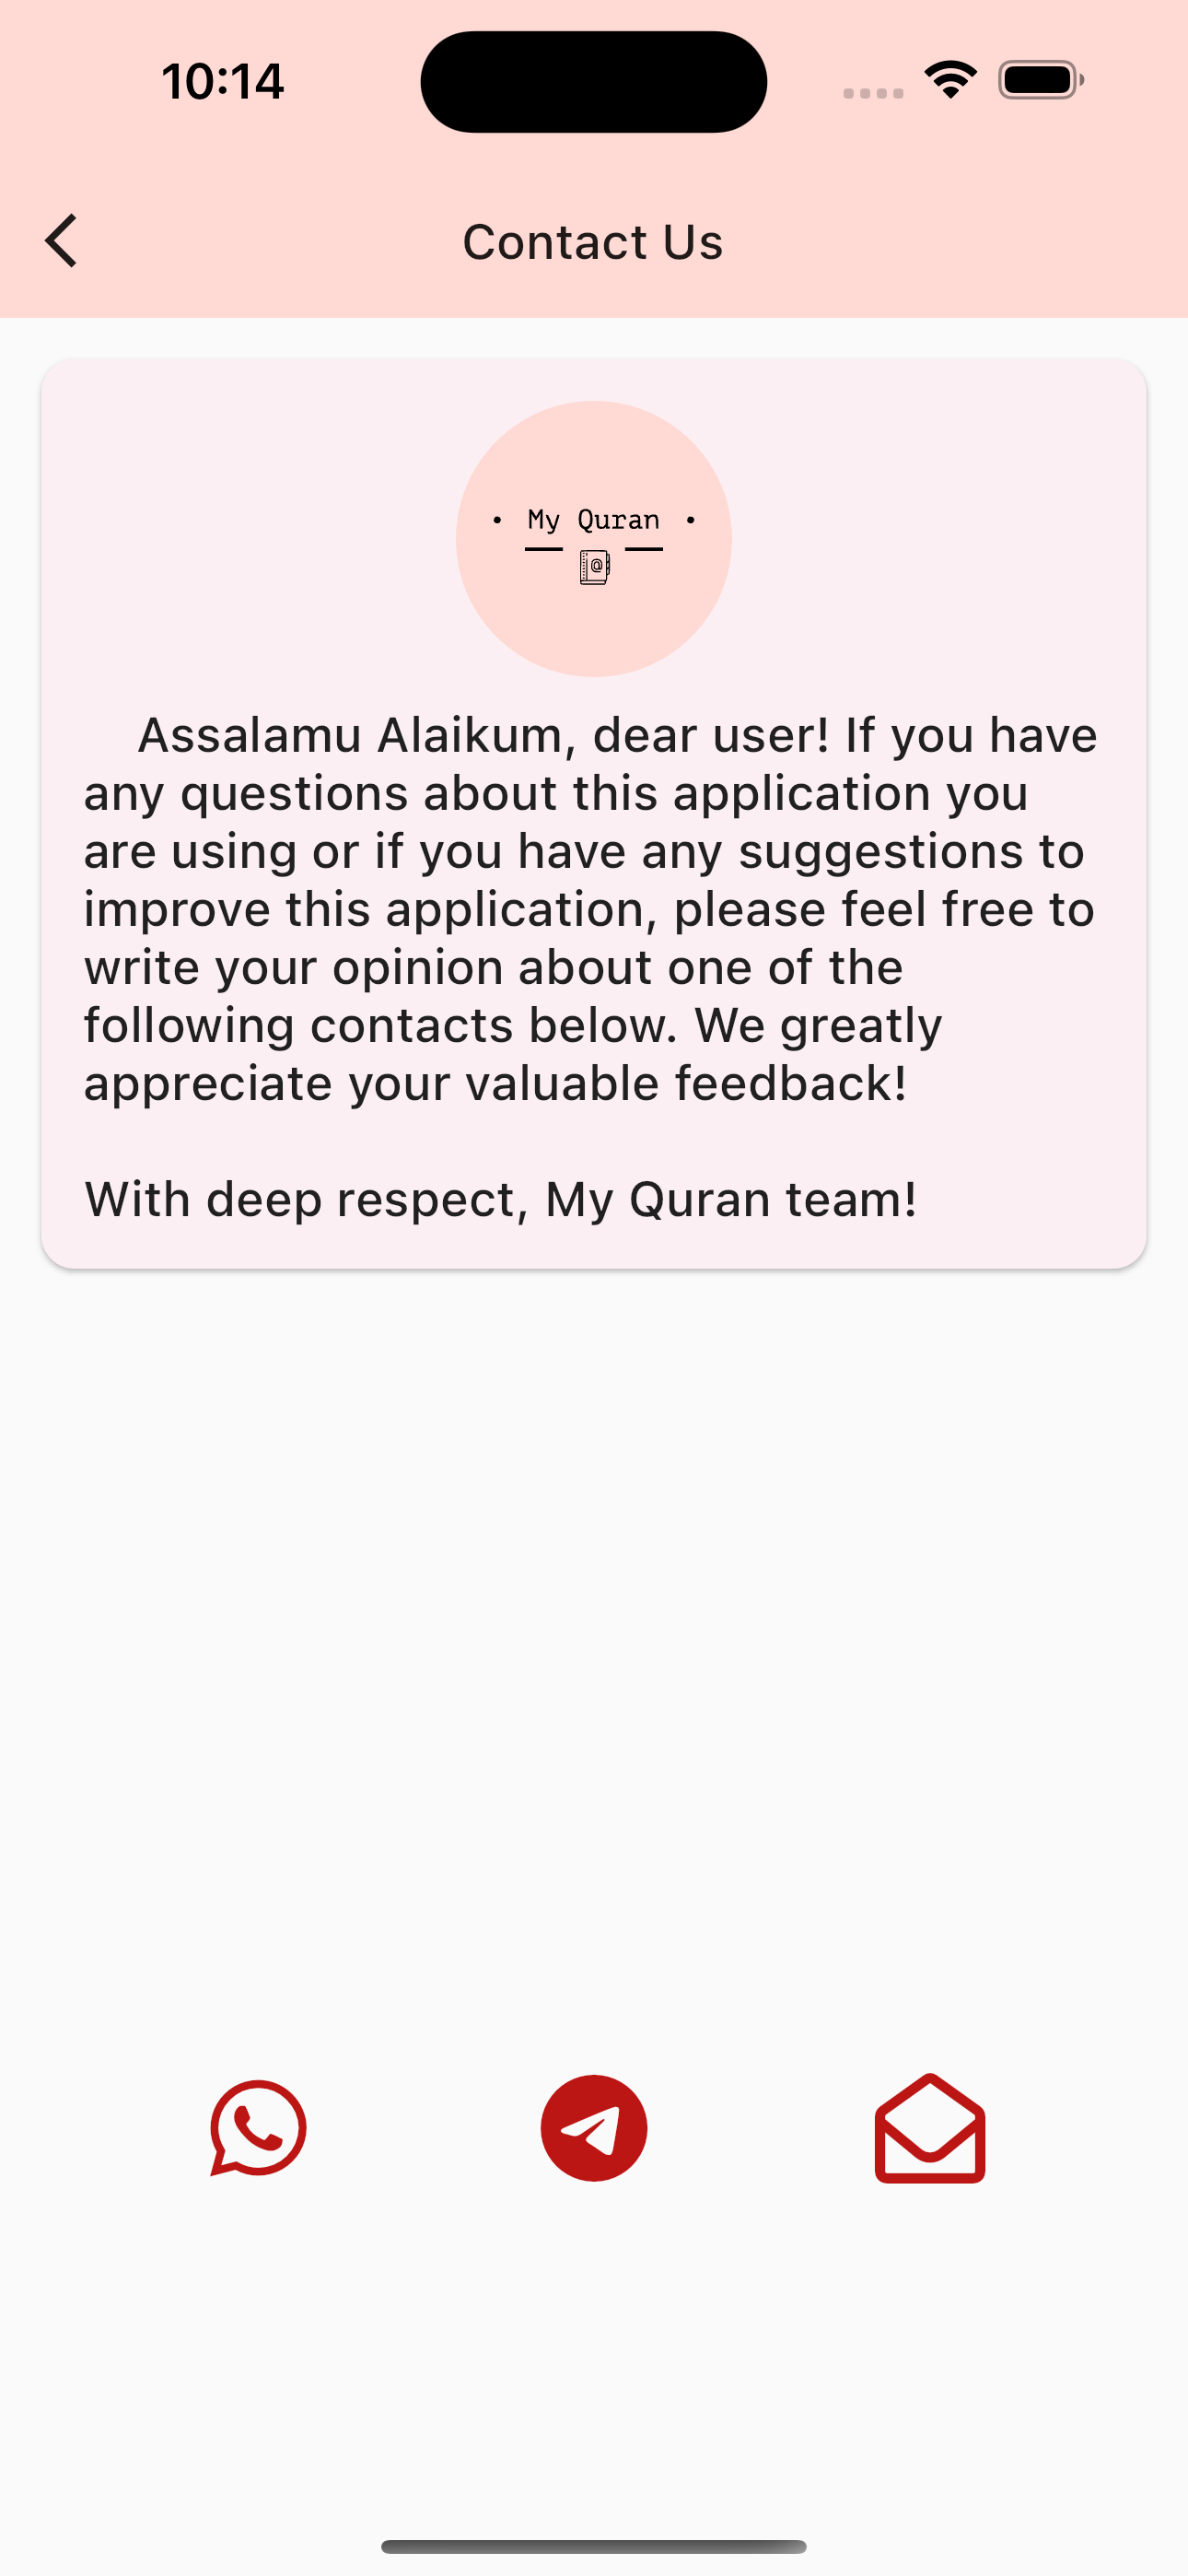 10:14
Contact Us
• My Quran •
Assalamu Alaikum, dear user! If you have
any questions about this application you
are using or if you have any suggestions to
improve this application, please feel free to
write your opinion about one of the
following contacts below. We greatly
appreciate your valuable feedback!
With deep respect, My Quran team!